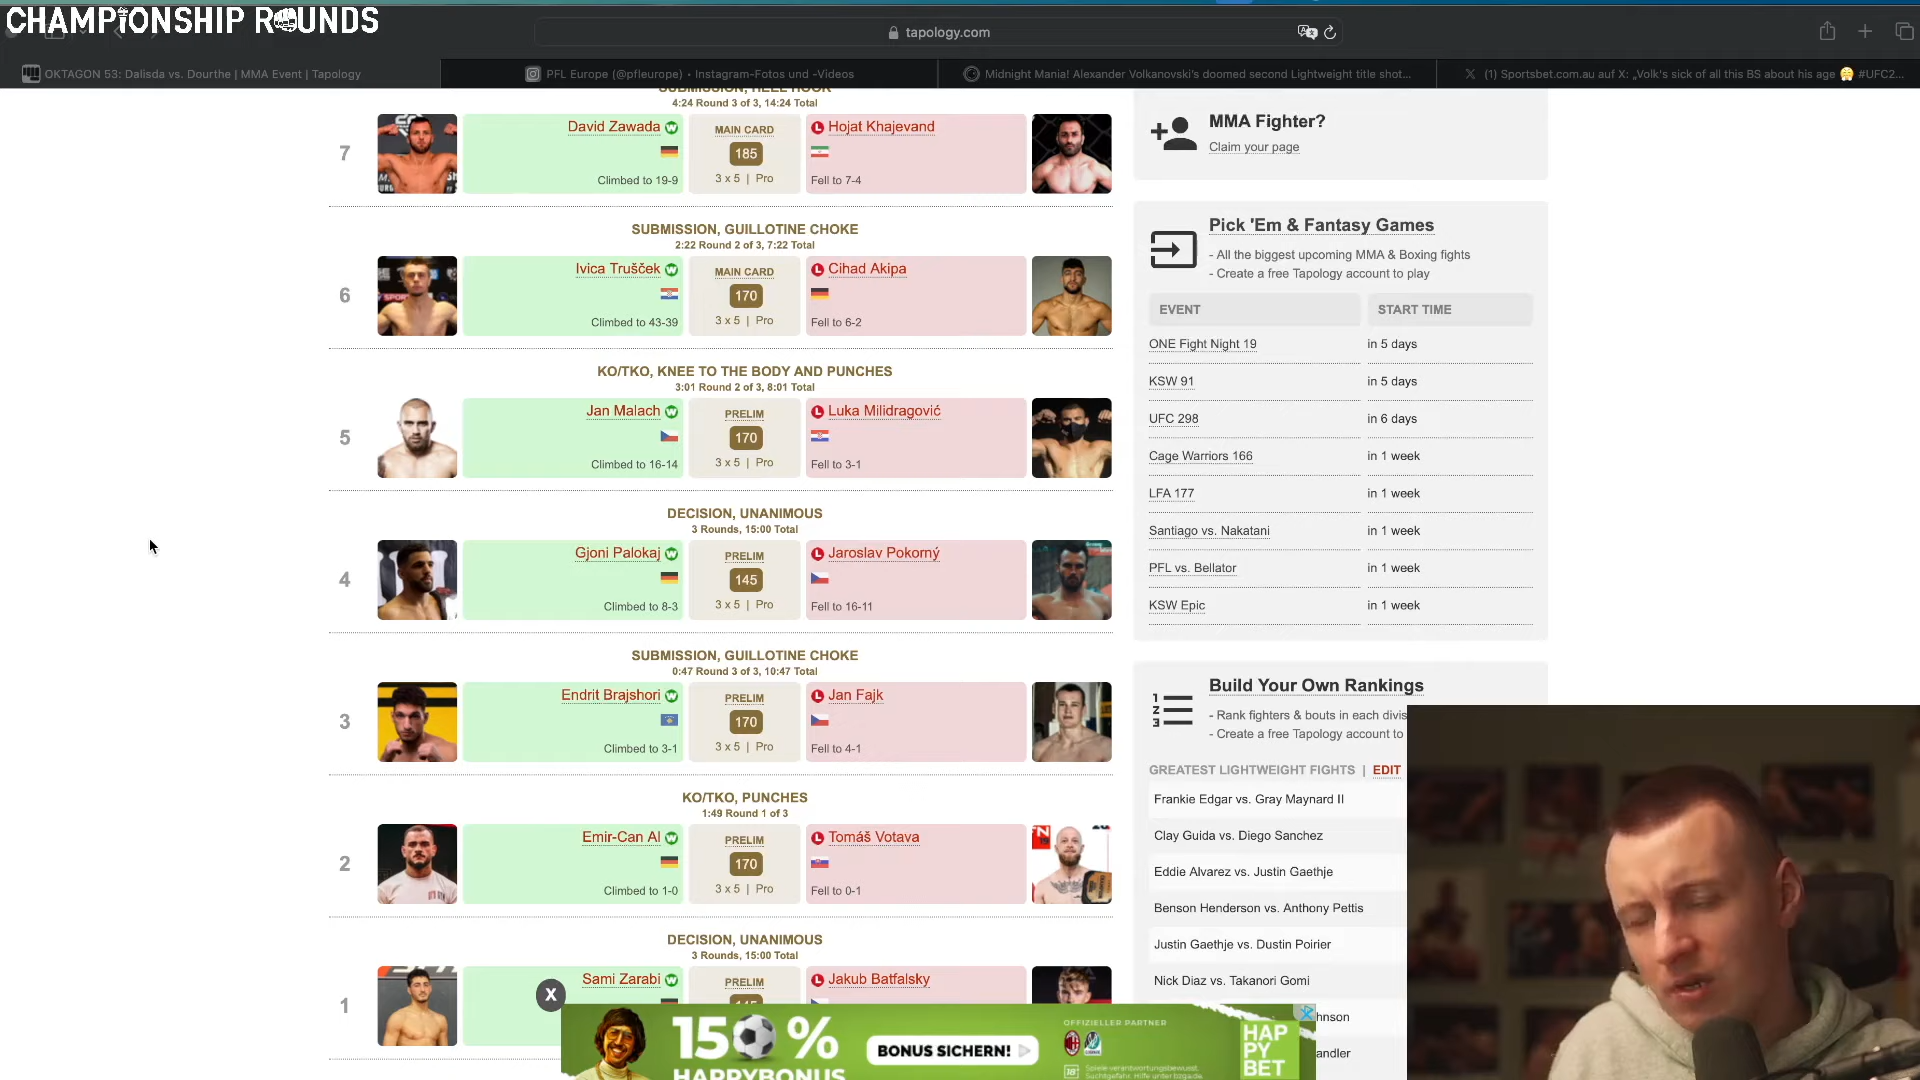 CHAMPIONSHIP ROUNDS
tapology.com
OKTAGON 53: Dalisda vs. Dourthe | MMA Event | Tapology
PFL Europe (@pfleurope) • Instagram-Fotos und -Videos
Midnight Mania! Alexander Volkanovski's doomed second Lightweight title shot...
(1) Sportsbet.com.au auf X: „Volk's sick of all this BS about his age 😤 #UFC2...
SUBMISSION, HEEL HOOK
4:24 Round 3 of 3, 14:24 Total
7
David Zawada W
Climbed to 19-9
MAIN CARD
185
3 x 5 | Pro
L Hojat Khajevand
Fell to 7-4
SUBMISSION, GUILLOTINE CHOKE
2:22 Round 2 of 3, 7:22 Total
6
Ivica Trušček W
Climbed to 43-39
MAIN CARD
170
3 x 5 | Pro
L Cihad Akipa
Fell to 6-2
KO/TKO, KNEE TO THE BODY AND PUNCHES
3:01 Round 2 of 3, 8:01 Total
5
Jan Malach W
Climbed to 16-14
PRELIM
170
3 x 5 | Pro
L Luka Milidragović
Fell to 3-1
DECISION, UNANIMOUS
3 Rounds, 15:00 Total
4
Gjoni Palokaj W
Climbed to 8-3
PRELIM
145
3 x 5 | Pro
L Jaroslav Pokorný
Fell to 16-11
SUBMISSION, GUILLOTINE CHOKE
0:47 Round 3 of 3, 10:47 Total
3
Endrit Brajshori W
Climbed to 3-1
PRELIM
170
3 x 5 | Pro
L Jan Fajk
Fell to 4-1
KO/TKO, PUNCHES
1:49 Round 1 of 3
2
Emir-Can Al W
Climbed to 1-0
PRELIM
170
3 x 5 | Pro
L Tomáš Votava
Fell to 0-1
DECISION, UNANIMOUS
3 Rounds, 15:00 Total
1
Sami Zarabi W
PRELIM
145
L Jakub Batfalsky
MMA Fighter?
Claim your page
Pick 'Em & Fantasy Games
- All the biggest upcoming MMA & Boxing fights
- Create a free Tapology account to play
EVENT START TIME
ONE Fight Night 19 in 5 days
KSW 91 in 5 days
UFC 298 in 6 days
Cage Warriors 166 in 1 week
LFA 177 in 1 week
Santiago vs. Nakatani in 1 week
PFL vs. Bellator in 1 week
KSW Epic in 1 week
Build Your Own Rankings
- Rank fighters & bouts in each divis
- Create a free Tapology account to
GREATEST LIGHTWEIGHT FIGHTS | EDIT
Frankie Edgar vs. Gray Maynard II
Clay Guida vs. Diego Sanchez
Eddie Alvarez vs. Justin Gaethje
Benson Henderson vs. Anthony Pettis
Justin Gaethje vs. Dustin Poirier
Nick Diaz vs. Takanori Gomi
hnson
andler
X
150 %
HAPPYBONUS
BONUS SICHERN!
OFFIZIELLER PARTNER
18+
HAP
PY
BET